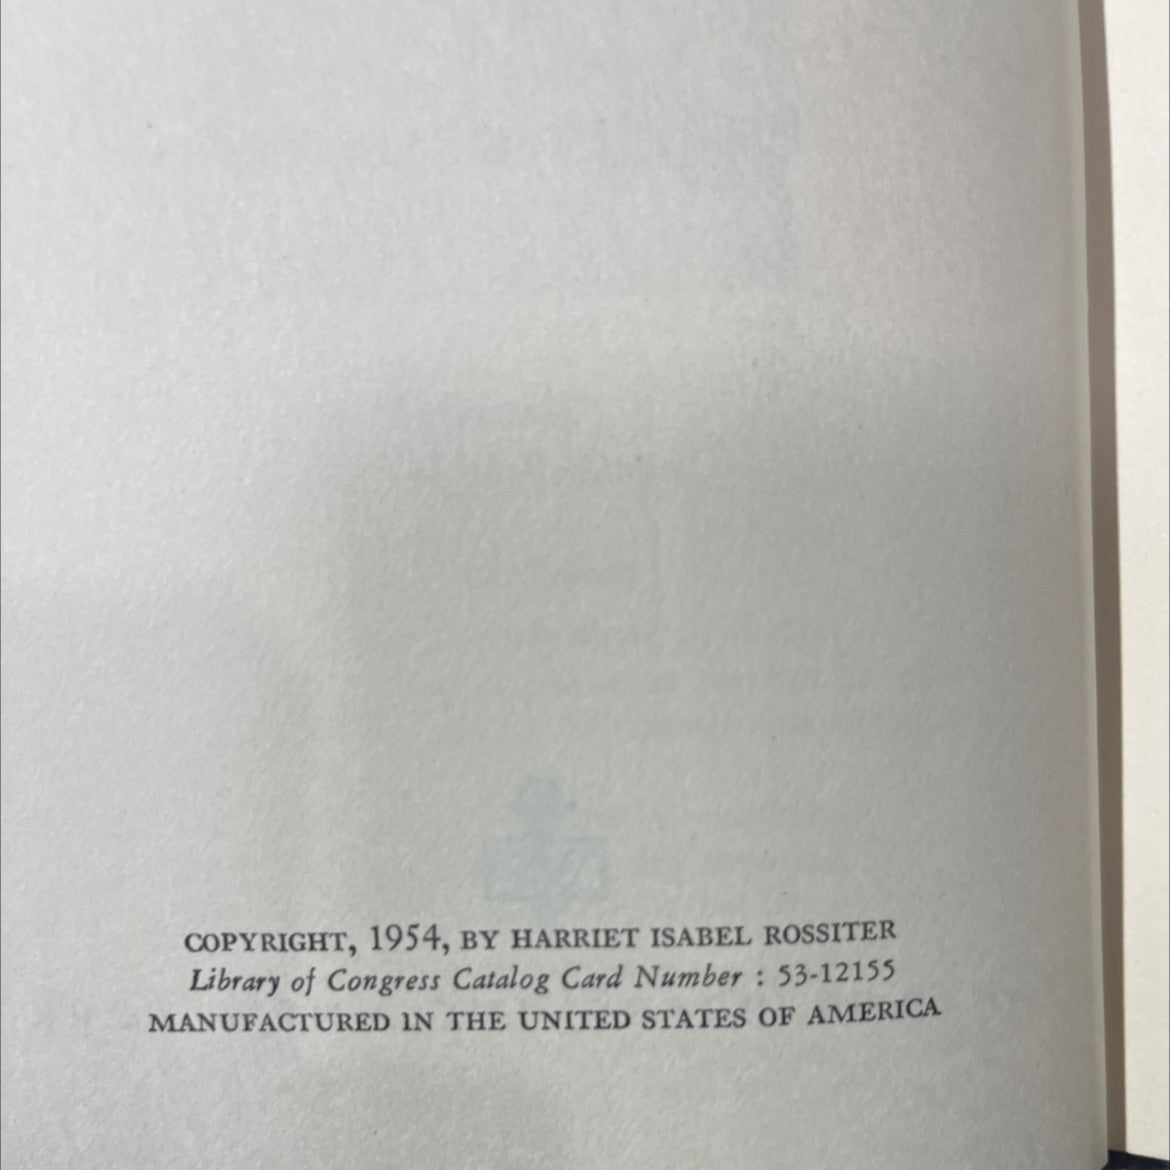 COPYRIGHT, 1954, BY HARRIET ISABEL ROSSITER
Library of Congress Catalog Card Number : 53-12155
MANUFACTURED IN THE UNITED STATES OF AMERICA